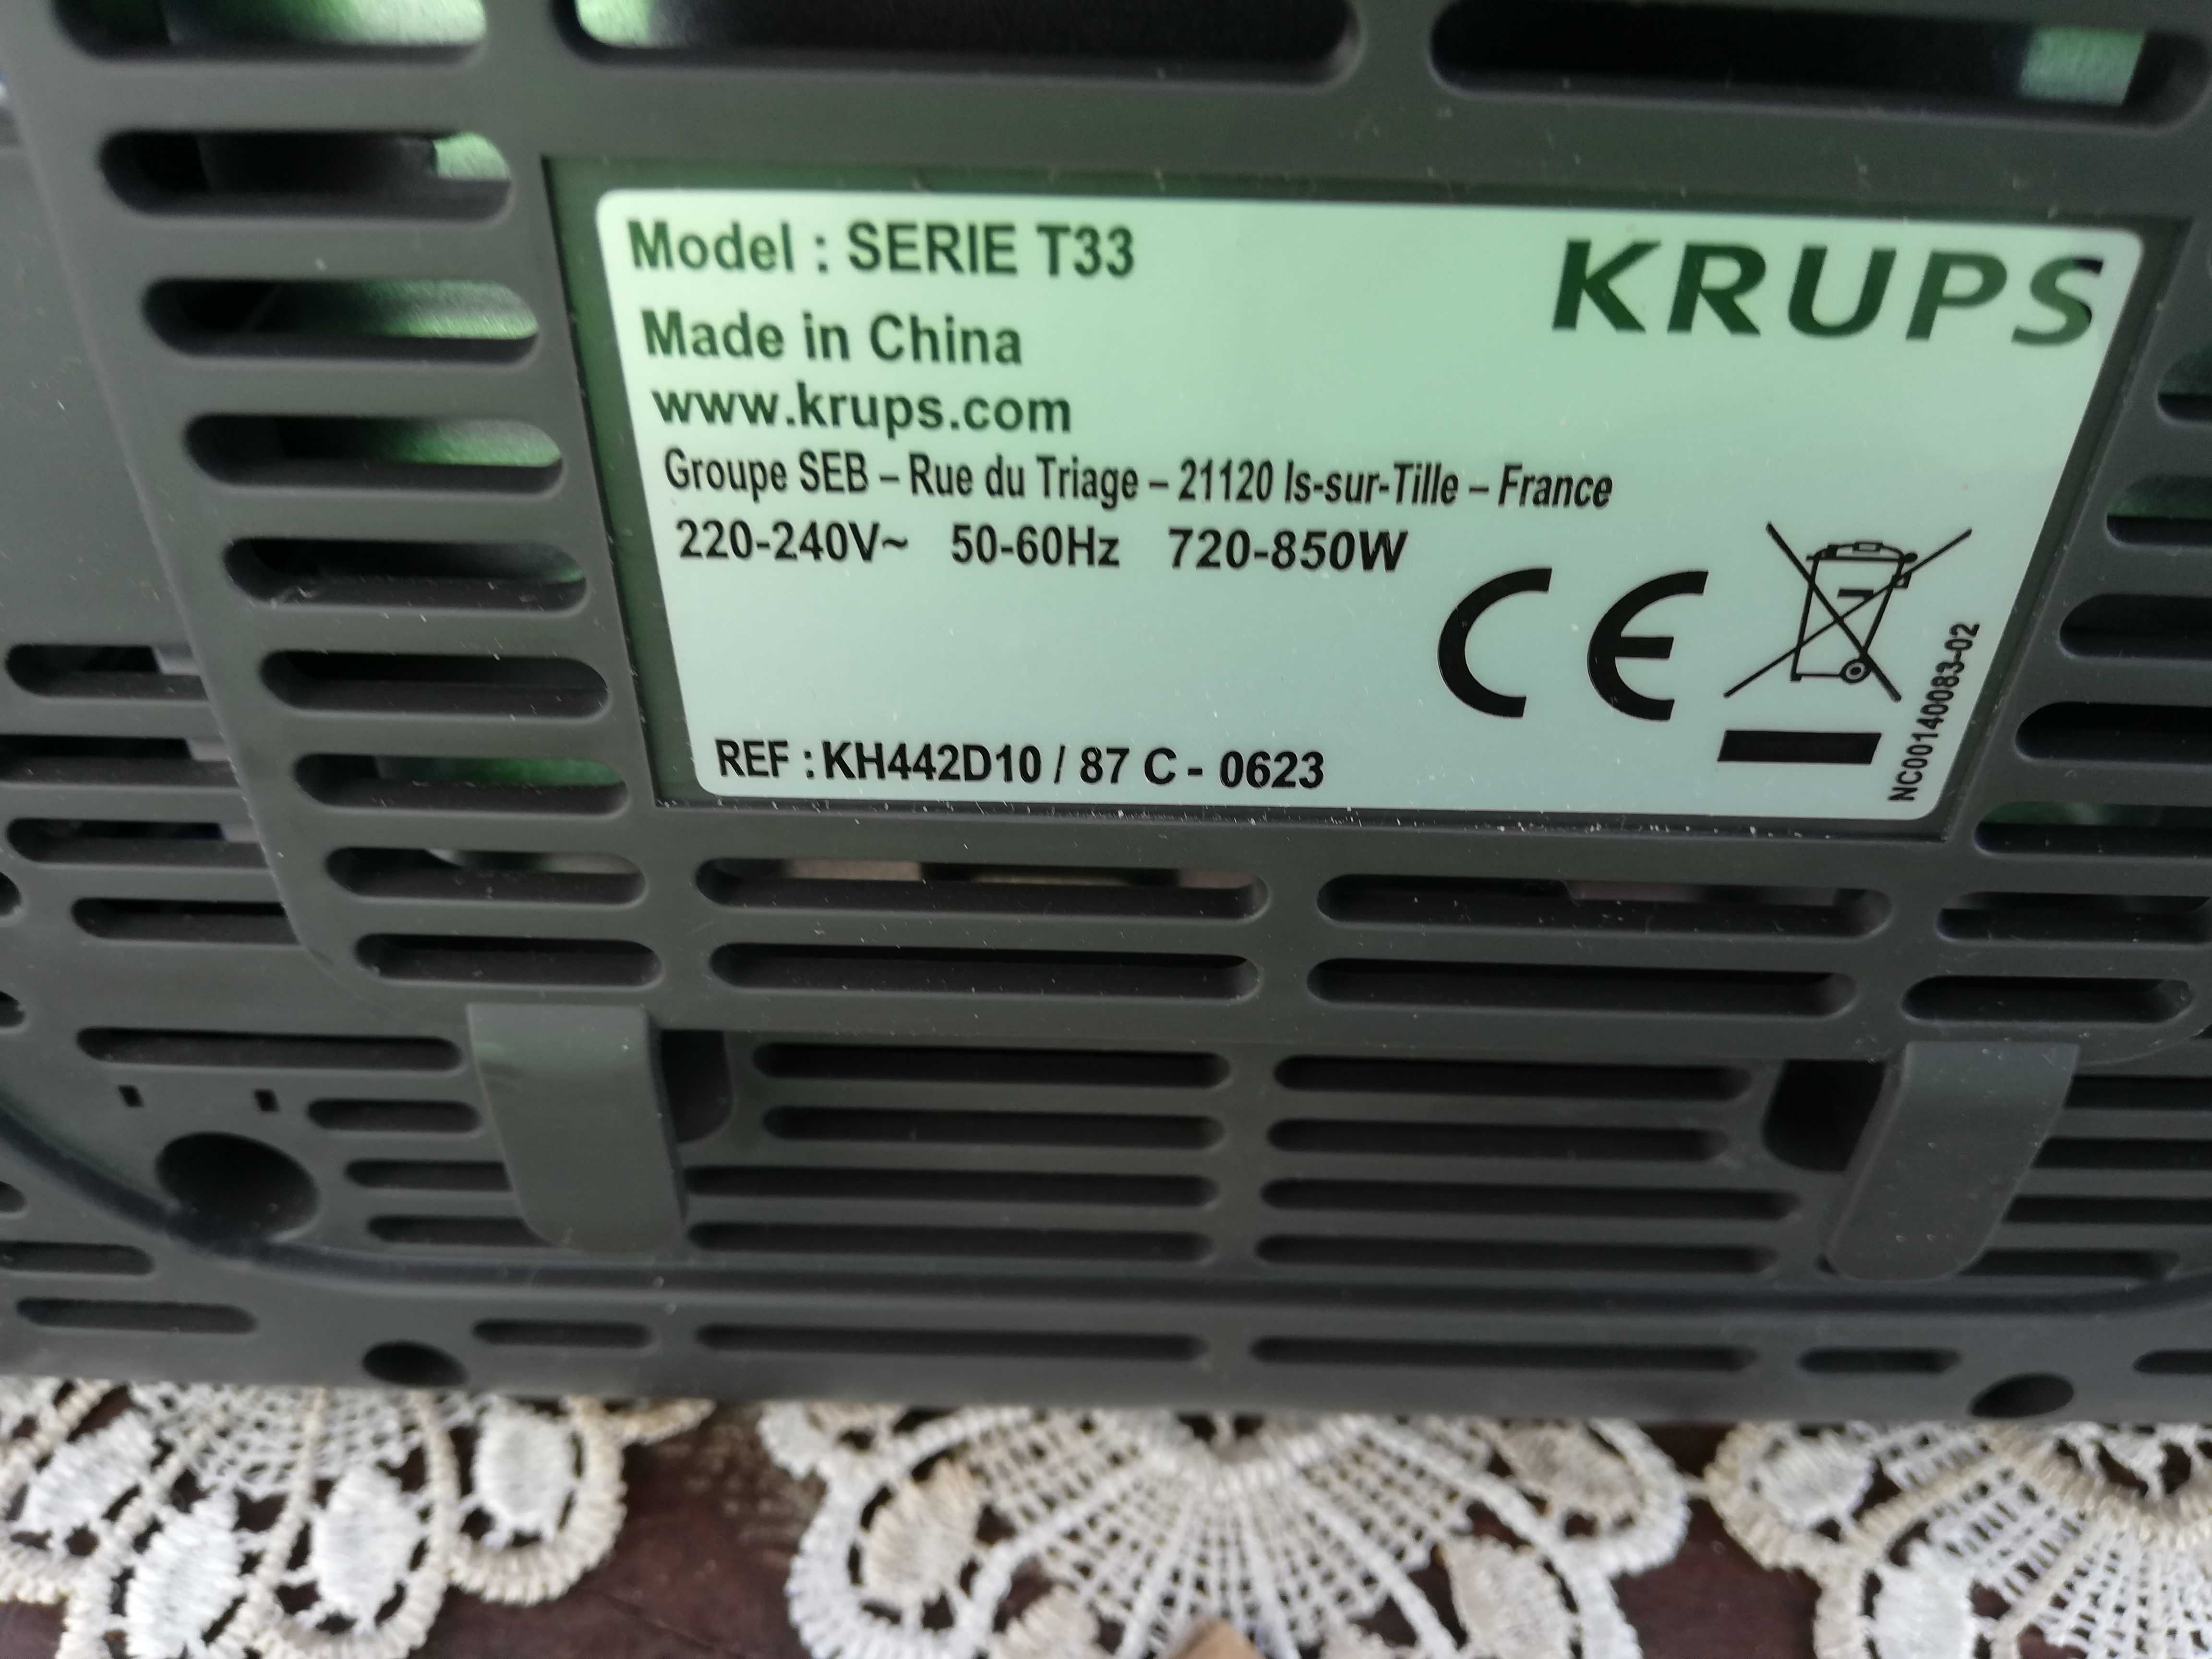 Model : SERIE T33
KRUPS
Made in China
www.krups.com
Groupe SEB – Rue du Triage – 21120 Is-sur-Tille – France
220-240V~ 50-60Hz 720-850W
CE
NC00140083-02
REF : KH442D10 / 87 C - 0623